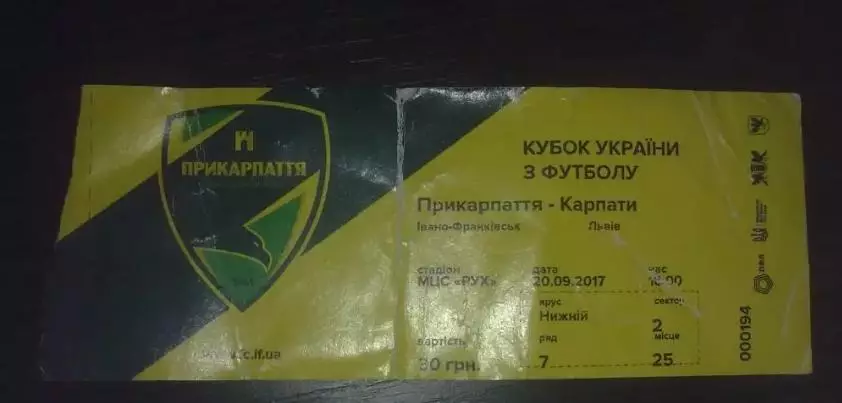 ПРИКАРПАТТЯ
КУБОК УКРАЇНИ
З ФУТБОЛУ
Прикарпаття - Карпати
Івано-Франківськ Львів
стадіон дата час
МЦС «РУХ» 20.09.2017
ярус сектор
Нижній 2
вартість ряд місце
30 грн. 7 25
000194
ПФЛ